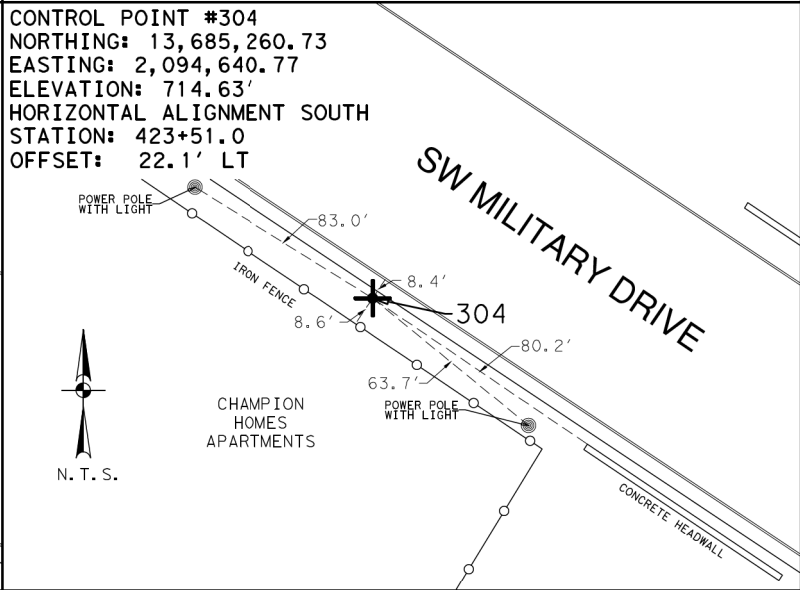 CONTROL POINT #304
NORTHING: 13,685,260.73
EASTING: 2,094,640.77
ELEVATION: 714.63'
HORIZONTAL ALIGNMENT SOUTH
STATION: 423+51.0
OFFSET: 22.1' LT
SW MILITARY DRIVE
POWER POLE
WITH LIGHT
83.0'
IRON FENCE
8.4'
304
8.6'
80.2'
63.7'
POWER POLE
WITH LIGHT
CHAMPION
HOMES
APARTMENTS
N.T.S.
CONCRETE HEADWALL